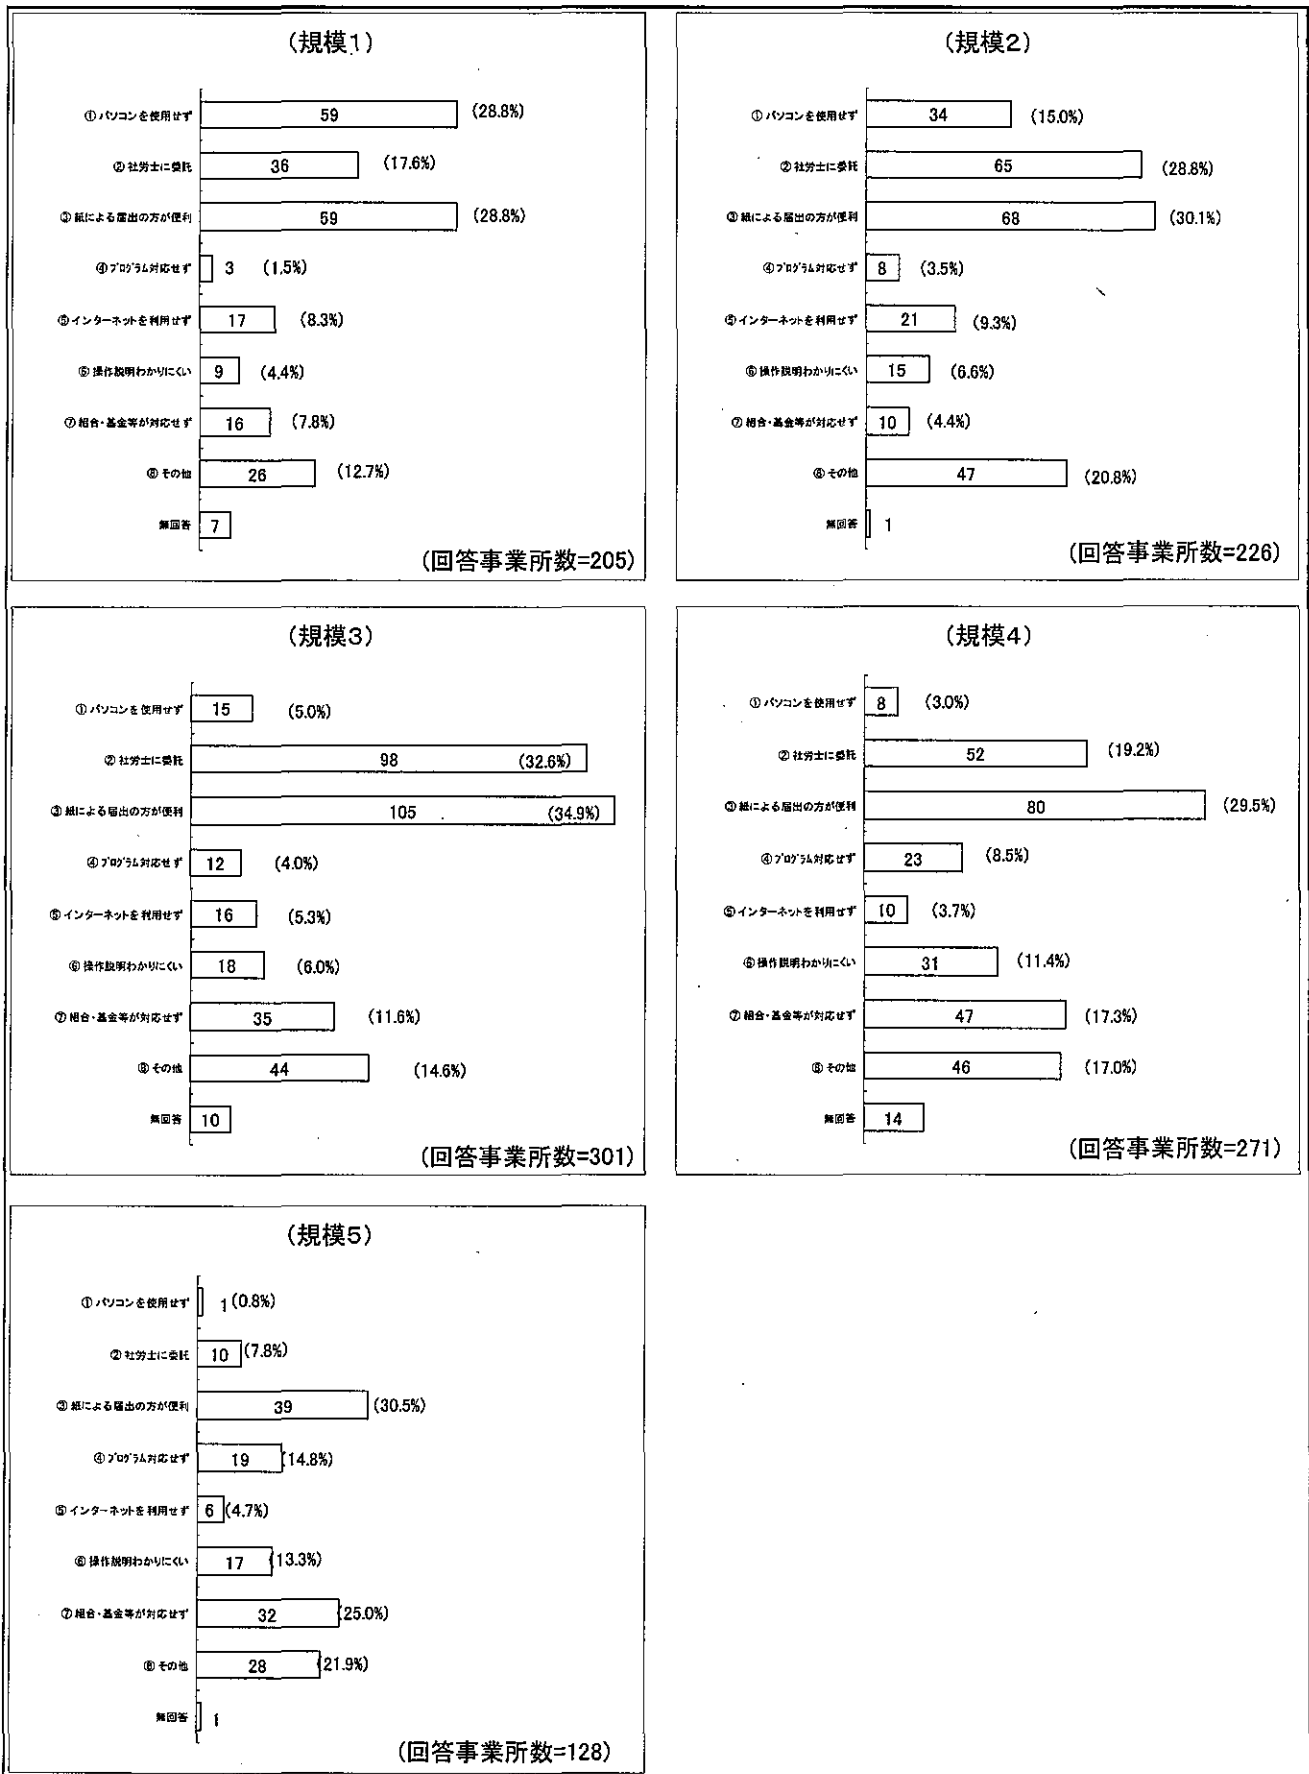 (規模1)
①パソコンを使用せず 59 (28.8%)
②社労士に委託 36 (17.6%)
③紙による届出の方が便利 59 (28.8%)
④プログラム対応せず 3 (1.5%)
⑤インターネットを利用せず 17 (8.3%)
⑥操作説明わかりにくい 9 (4.4%)
⑦組合・基金等が対応せず 16 (7.8%)
⑧その他 26 (12.7%)
無回答 7
(回答事業所数=205)
(規模2)
①パソコンを使用せず 34 (15.0%)
②社労士に委託 65 (28.8%)
③紙による届出の方が便利 68 (30.1%)
④プログラム対応せず 8 (3.5%)
⑤インターネットを利用せず 21 (9.3%)
⑥操作説明わかりにくい 15 (6.6%)
⑦組合・基金等が対応せず 10 (4.4%)
⑧その他 47 (20.8%)
無回答 1
(回答事業所数=226)
(規模3)
①パソコンを使用せず 15 (5.0%)
②社労士に委託 98 (32.6%)
③紙による届出の方が便利 105 (34.9%)
④プログラム対応せず 12 (4.0%)
⑤インターネットを利用せず 16 (5.3%)
⑥操作説明わかりにくい 18 (6.0%)
⑦組合・基金等が対応せず 35 (11.6%)
⑧その他 44 (14.6%)
無回答 10
(回答事業所数=301)
(規模4)
①パソコンを使用せず 8 (3.0%)
②社労士に委託 52 (19.2%)
③紙による届出の方が便利 80 (29.5%)
④プログラム対応せず 23 (8.5%)
⑤インターネットを利用せず 10 (3.7%)
⑥操作説明わかりにくい 31 (11.4%)
⑦組合・基金等が対応せず 47 (17.3%)
⑧その他 46 (17.0%)
無回答 14
(回答事業所数=271)
(規模5)
①パソコンを使用せず 1 (0.8%)
②社労士に委託 10 (7.8%)
③紙による届出の方が便利 39 (30.5%)
④プログラム対応せず 19 (14.8%)
⑤インターネットを利用せず 6 (4.7%)
⑥操作説明わかりにくい 17 (13.3%)
⑦組合・基金等が対応せず 32 (25.0%)
⑧その他 28 (21.9%)
無回答 1
(回答事業所数=128)